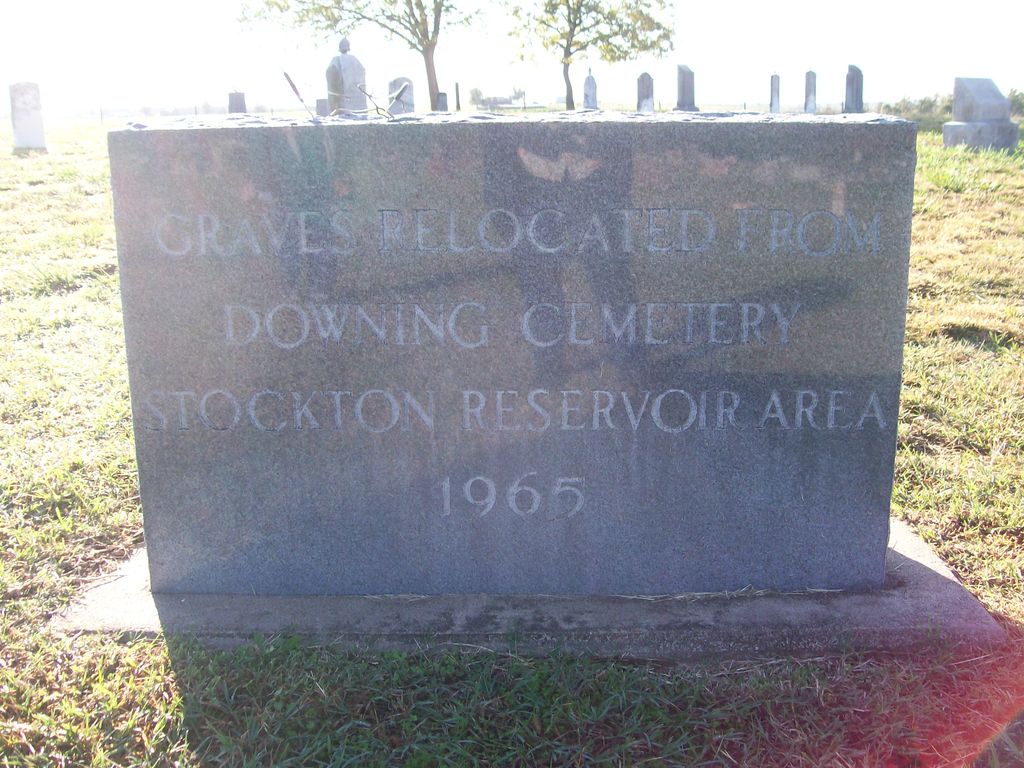 GRAVES RELOCATED FROM
DOWNING CEMETERY
STOCKTON RESERVOIR AREA
1965